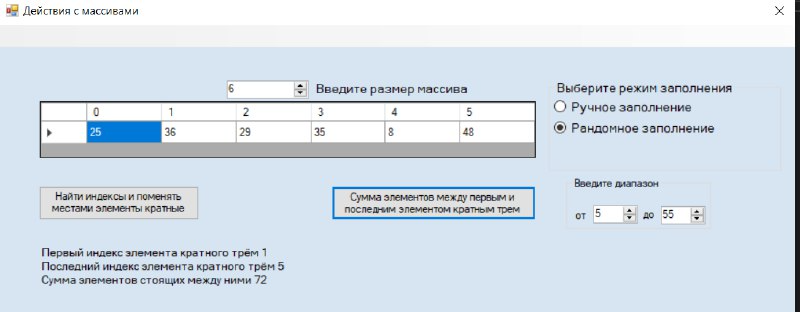 Действия с массивами
6 Введите размер массива
Выберите режим заполнения
0 1 2 3 4 5
Ручное заполнение
25 36 29 35 8 48
Рандомное заполнение
Найти индексы и поменять
местами элементы кратные
Сумма элементов между первым и
последним элементом кратным трем
Введите диапазон
от 5 до 55
Первый индекс элемента кратного трём 1
Последний индекс элемента кратного трём 5
Сумма элементов стоящих между ними 72